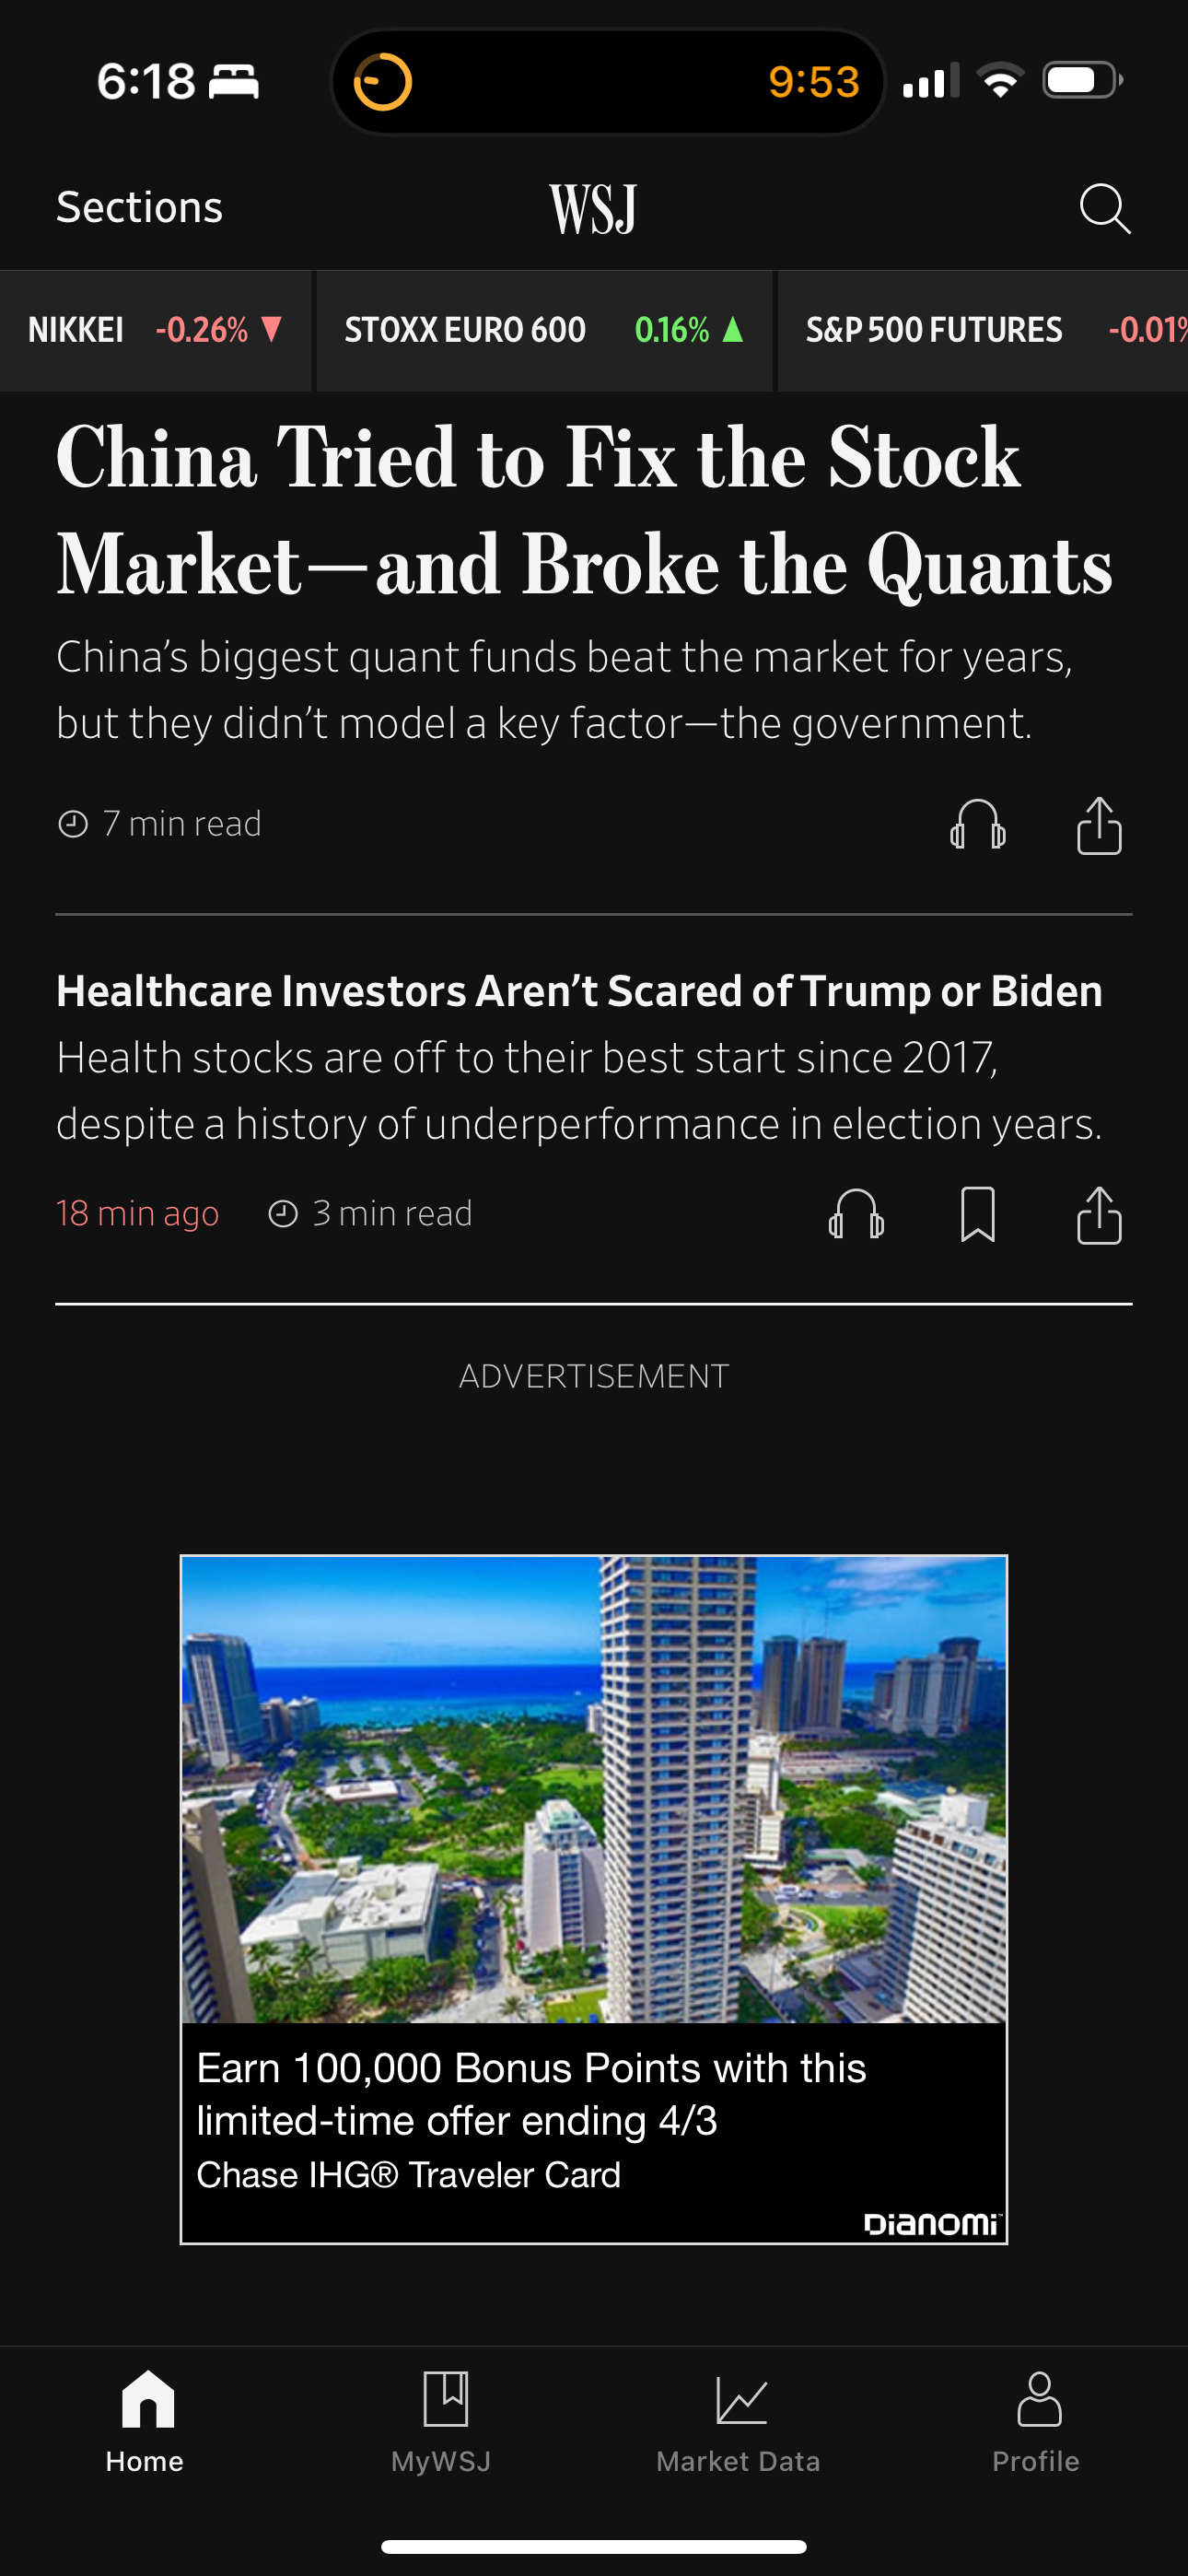 6:18 9:53
Sections WSJ
NIKKEI -0.26% ▼ STOXX EURO 600 0.16% ▲ S&P 500 FUTURES -0.01%
China Tried to Fix the Stock
Market—and Broke the Quants
China’s biggest quant funds beat the market for years,
but they didn’t model a key factor—the government.
7 min read
Healthcare Investors Aren’t Scared of Trump or Biden
Health stocks are off to their best start since 2017,
despite a history of underperformance in election years.
18 min ago 3 min read
ADVERTISEMENT
Earn 100,000 Bonus Points with this
limited-time offer ending 4/3
Chase IHG® Traveler Card
Dianomi™
Home MyWSJ Market Data Profile